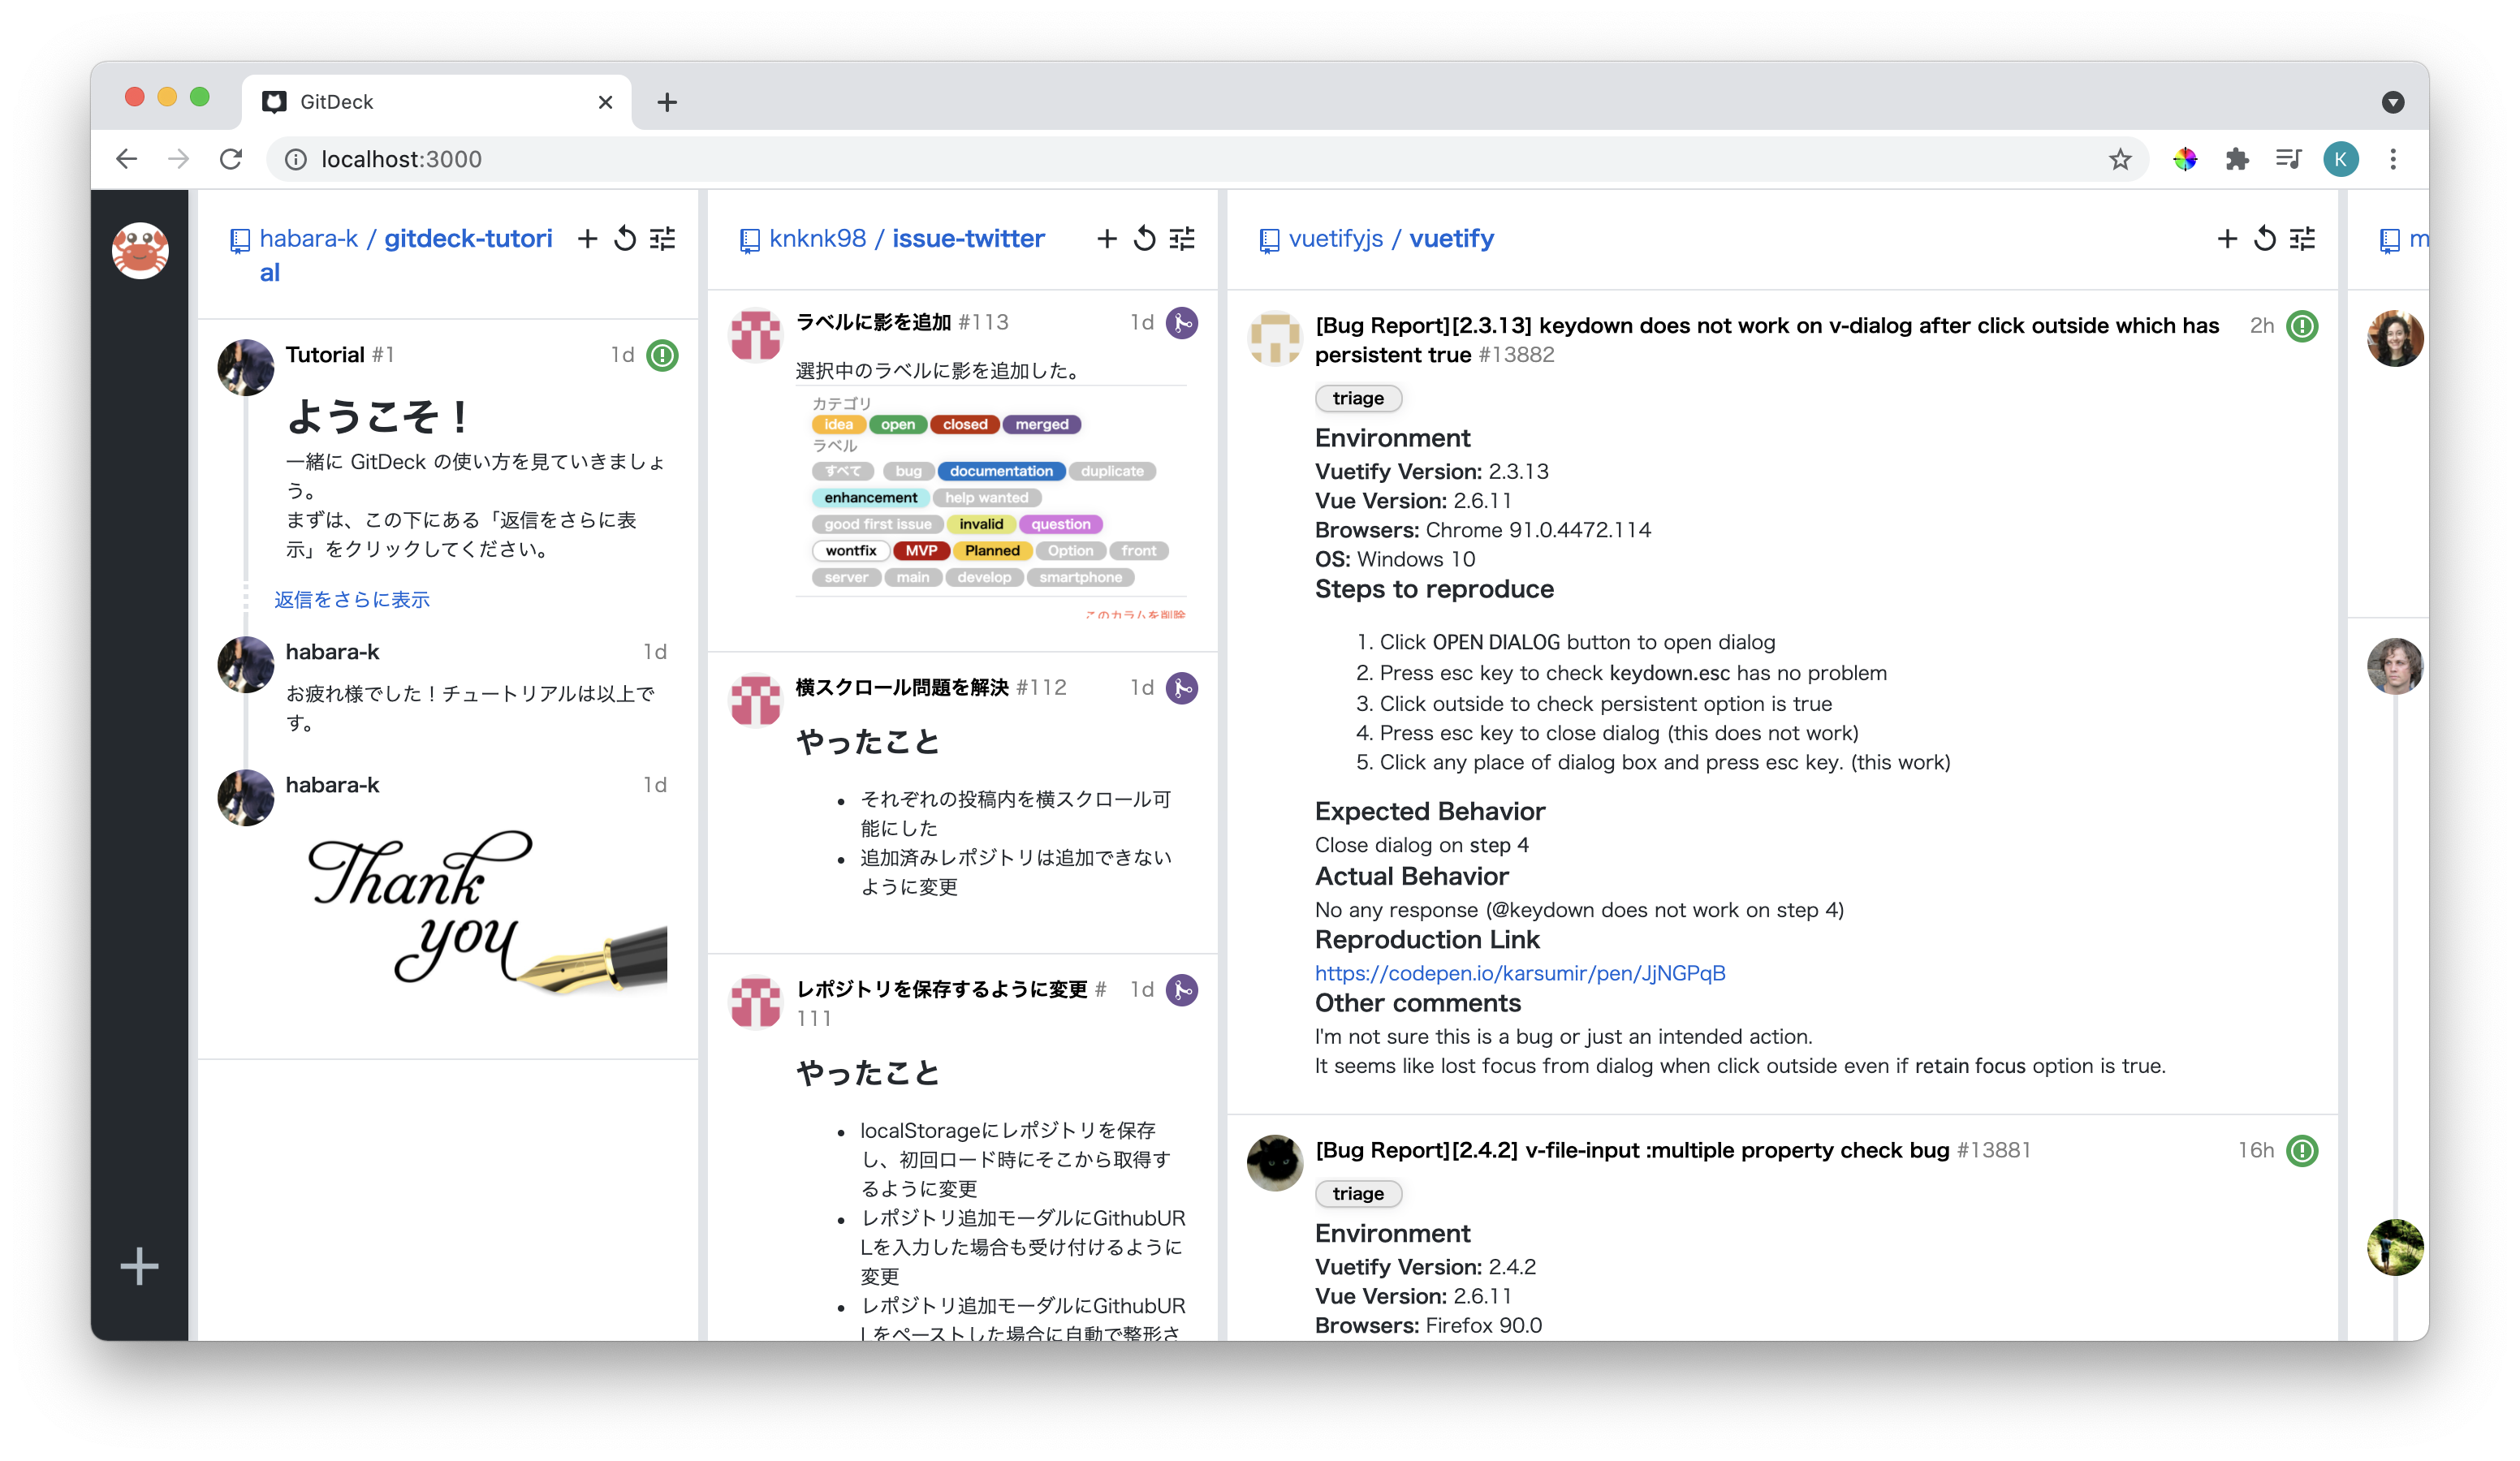 GitDeck
localhost:3000
K
habara-k / gitdeck-tutori
al
Tutorial #1 1d
ようこそ！
一緒に GitDeck の使い方を見ていきましょ
う。
まずは、この下にある「返信をさらに表
示」をクリックしてください。
返信をさらに表示
habara-k 1d
お疲れ様でした！チュートリアルは以上で
す。
habara-k 1d
Thank
you
knknk98 / issue-twitter
ラベルに影を追加 #113 1d
選択中のラベルに影を追加した。
カテゴリ
idea open closed merged
ラベル
すべて bug documentation duplicate
enhancement help wanted
good first issue invalid question
wontfix MVP Planned Option front
server main develop smartphone
このカラムを削除
横スクロール問題を解決 #112 1d
やったこと
• それぞれの投稿内を横スクロール可
能にした
• 追加済みレポジトリは追加できない
ように変更
レポジトリを保存するように変更 # 1d
111
やったこと
• localStorageにレポジトリを保存
し、初回ロード時にそこから取得す
るように変更
• レポジトリ追加モーダルにGithubUR
Lを入力した場合も受け付けるように
変更
• レポジトリ追加モーダルにGithubUR
Lをペーストした場合に自動で整形さ
vuetifyjs / vuetify
[Bug Report][2.3.13] keydown does not work on v-dialog after click outside which has 2h
persistent true #13882
triage
Environment
Vuetify Version: 2.3.13
Vue Version: 2.6.11
Browsers: Chrome 91.0.4472.114
OS: Windows 10
Steps to reproduce
1. Click OPEN DIALOG button to open dialog
2. Press esc key to check keydown.esc has no problem
3. Click outside to check persistent option is true
4. Press esc key to close dialog (this does not work)
5. Click any place of dialog box and press esc key. (this work)
Expected Behavior
Close dialog on step 4
Actual Behavior
No any response (@keydown does not work on step 4)
Reproduction Link
https://codepen.io/karsumir/pen/JjNGPqB
Other comments
I'm not sure this is a bug or just an intended action.
It seems like lost focus from dialog when click outside even if retain focus option is true.
[Bug Report][2.4.2] v-file-input :multiple property check bug #13881 16h
triage
Environment
Vuetify Version: 2.4.2
Vue Version: 2.6.11
Browsers: Firefox 90.0